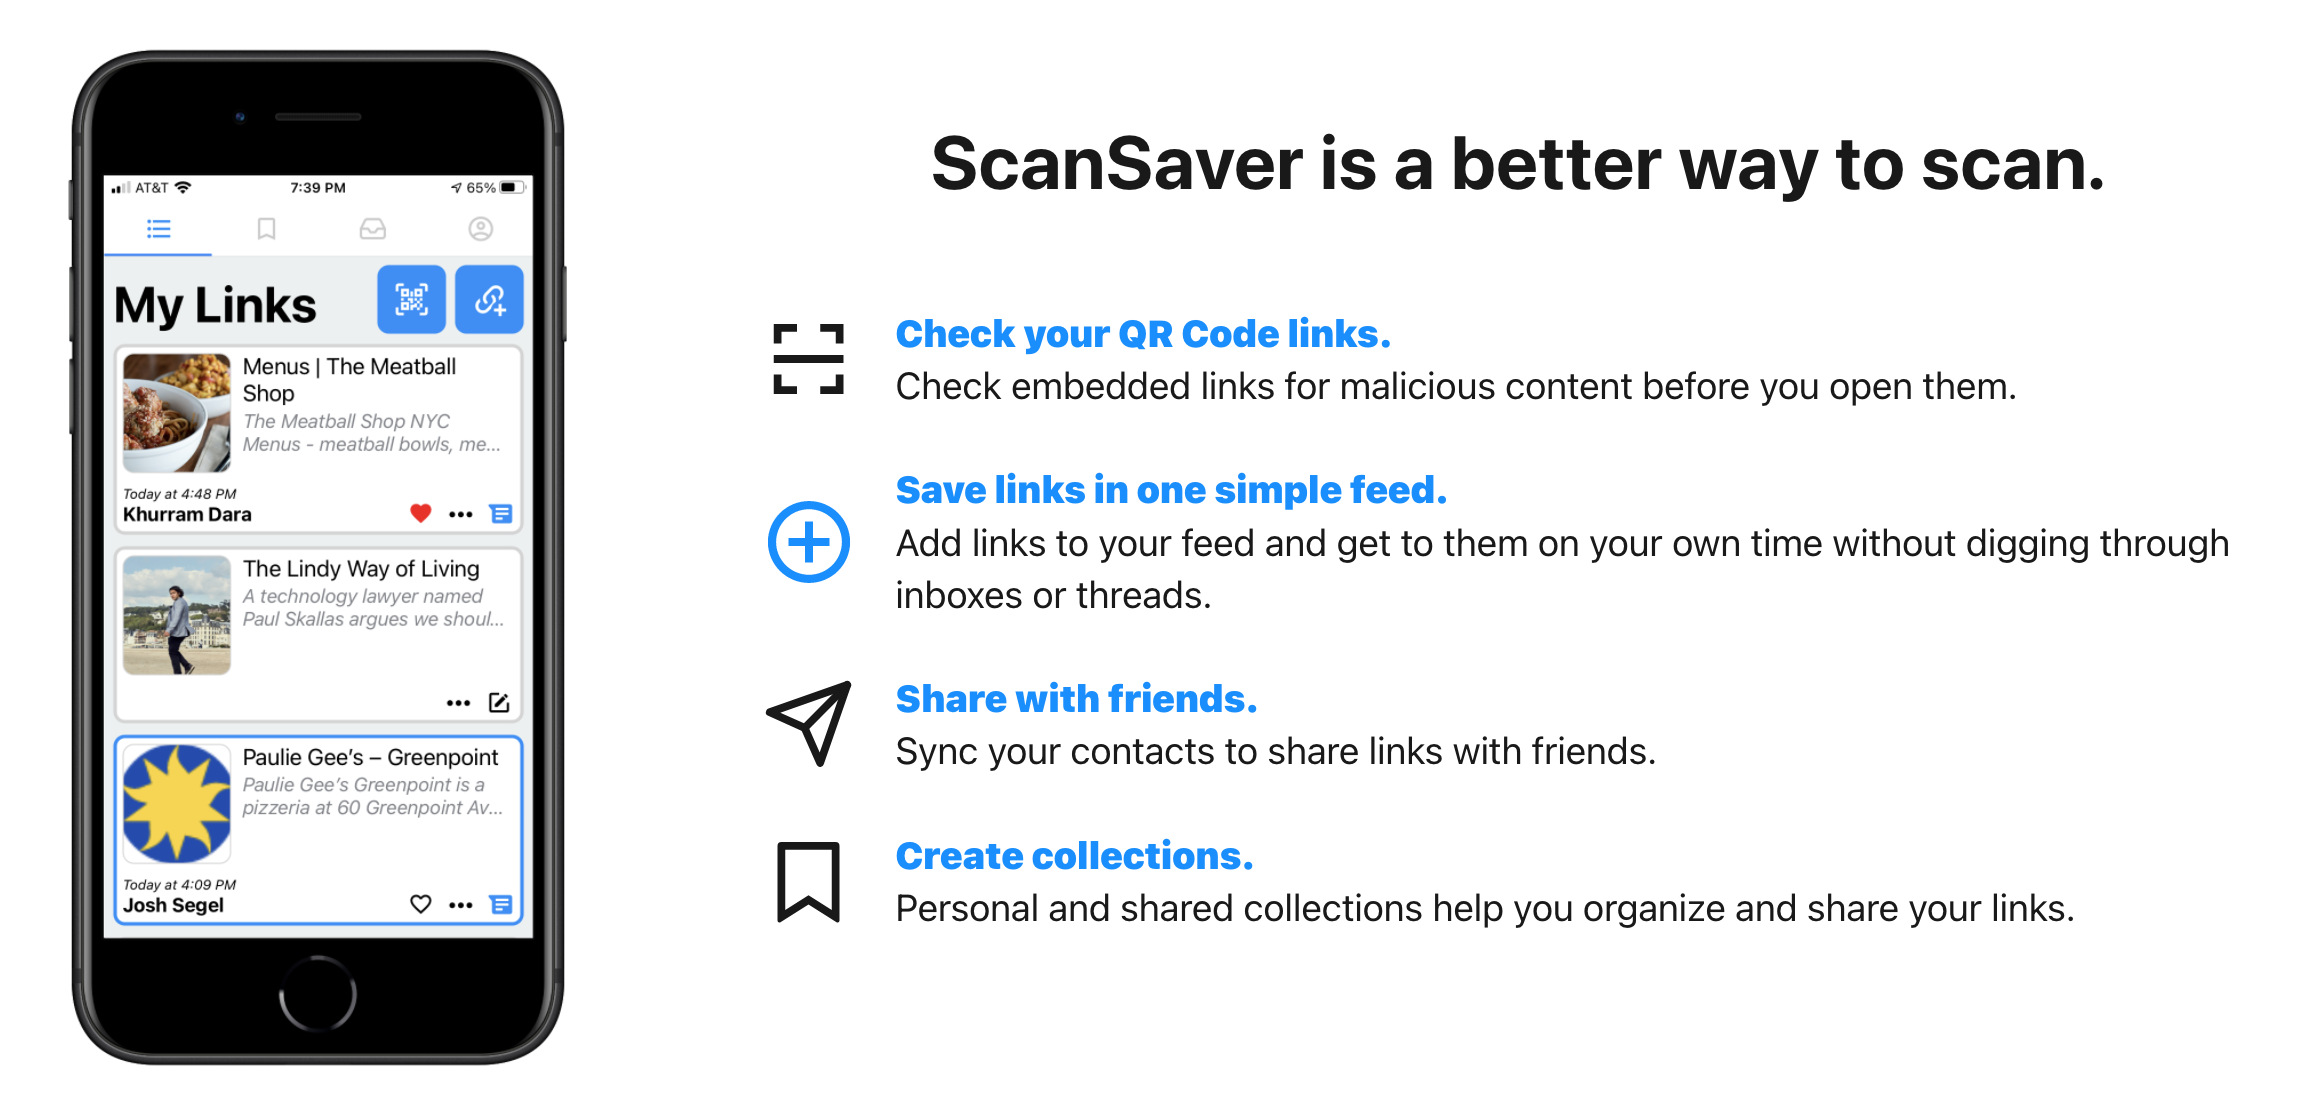 AT&T 7:39 PM 65%
My Links
Menus | The Meatball
Shop
The Meatball Shop NYC
Menus - meatball bowls, me...
Today at 4:48 PM
Khurram Dara
The Lindy Way of Living
A technology lawyer named
Paul Skallas argues we shoul...
Paulie Gee's – Greenpoint
Paulie Gee's Greenpoint is a
pizzeria at 60 Greenpoint Av...
Today at 4:09 PM
Josh Segel
ScanSaver is a better way to scan.
Check your QR Code links.
Check embedded links for malicious content before you open them.
Save links in one simple feed.
Add links to your feed and get to them on your own time without digging through
inboxes or threads.
Share with friends.
Sync your contacts to share links with friends.
Create collections.
Personal and shared collections help you organize and share your links.